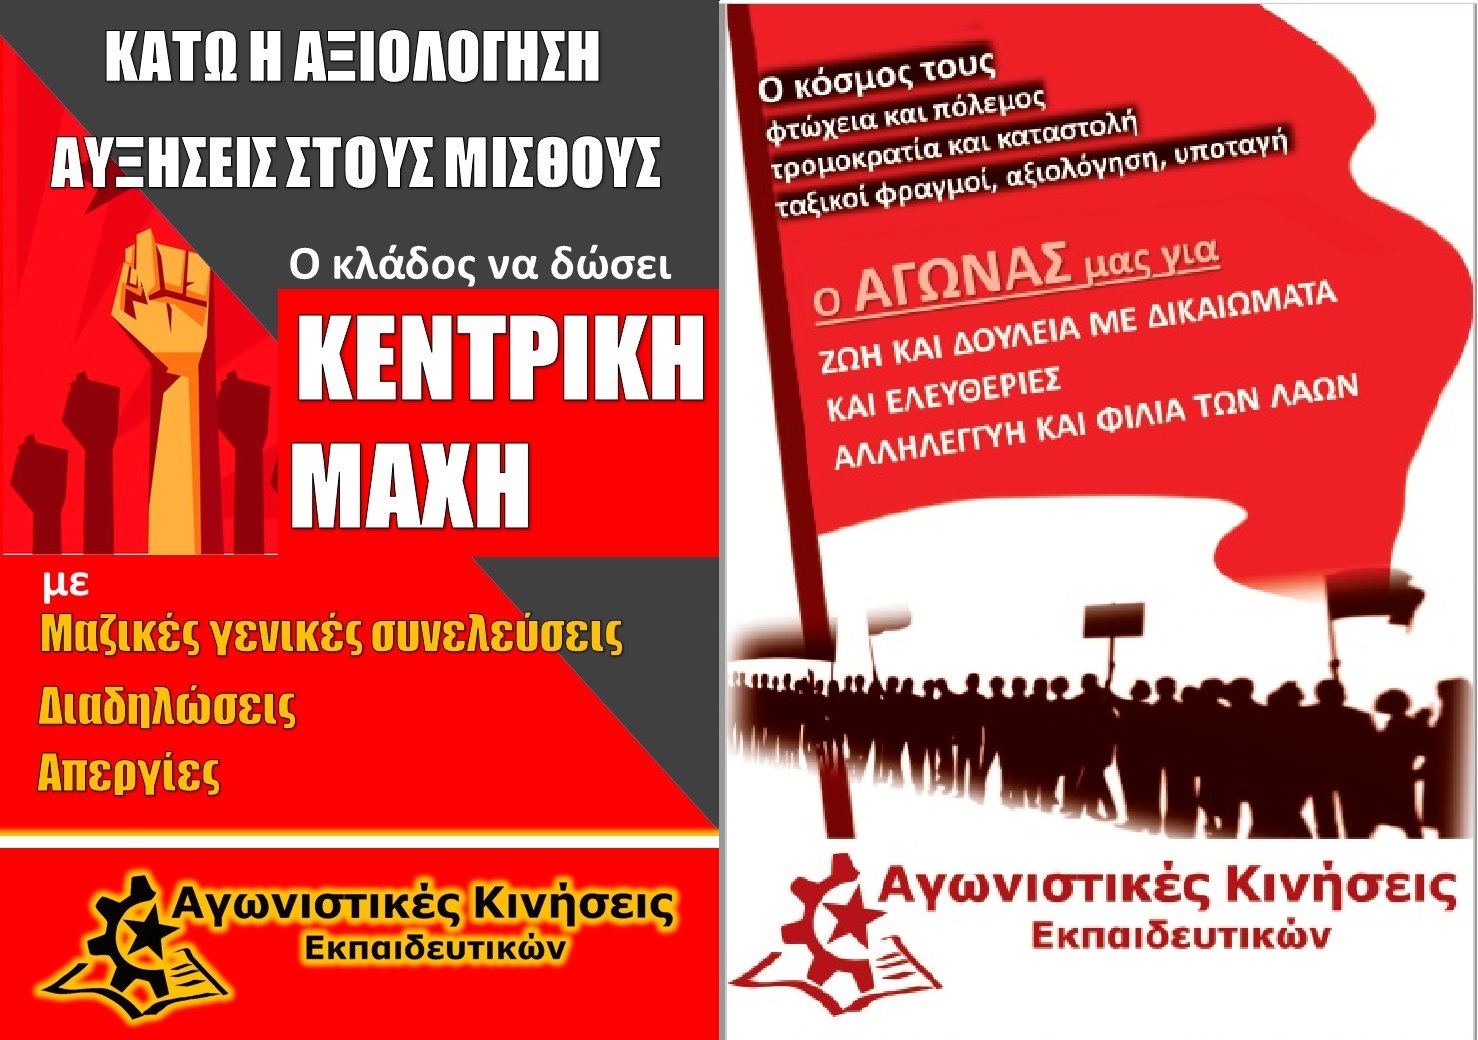 ΚΑΤΩ Η ΑΞΙΟΛΟΓΗΣΗ
ΑΥΞΗΣΕΙΣ ΣΤΟΥΣ ΜΙΣΘΟΥΣ
Ο κλάδος να δώσει
ΚΕΝΤΡΙΚΗ
ΜΑΧΗ
με
Μαζικές γενικές συνελεύσεις
Διαδηλώσεις
Απεργίες
Αγωνιστικές Κινήσεις
Εκπαιδευτικών
Ο κόσμος τους
φτώχεια και πόλεμος
τρομοκρατία και καταστολή
ταξικοί φραγμοί, αξιολόγηση, υποταγή
Ο ΑΓΩΝΑΣ μας για
ΖΩΗ ΚΑΙ ΔΟΥΛΕΙΑ ΜΕ ΔΙΚΑΙΩΜΑΤΑ
ΚΑΙ ΕΛΕΥΘΕΡΙΕΣ
ΑΛΛΗΛΕΓΓΥΗ ΚΑΙ ΦΙΛΙΑ ΤΩΝ ΛΑΩΝ
Αγωνιστικές Κινήσεις
Εκπαιδευτικών